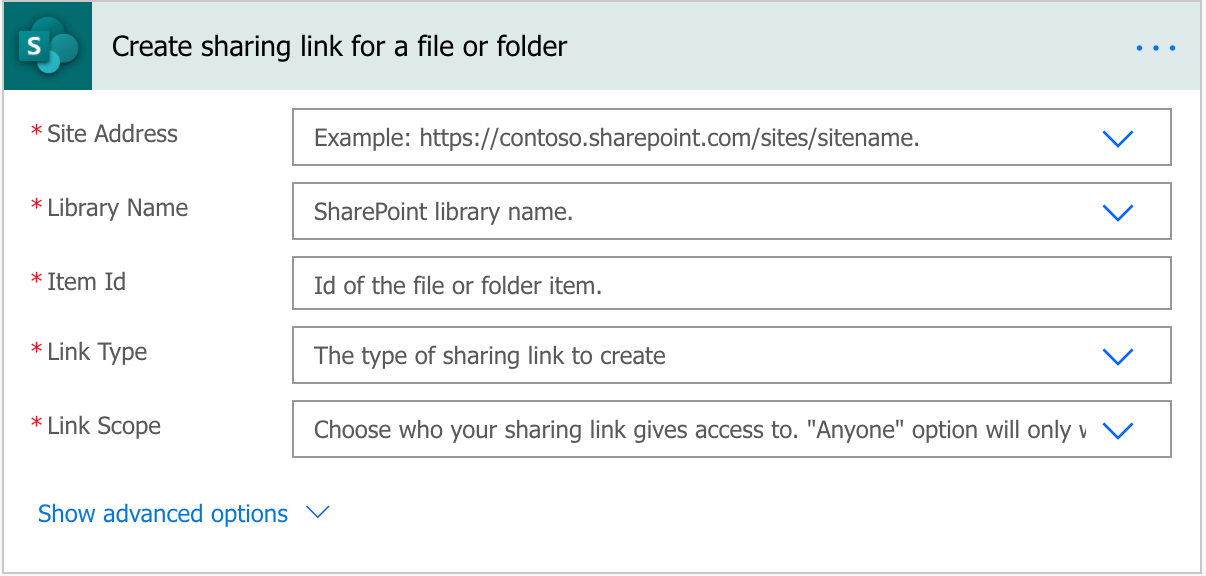 S
Create sharing link for a file or folder
* Site Address
Example: https://contoso.sharepoint.com/sites/sitename.
* Library Name
SharePoint library name.
* Item Id
Id of the file or folder item.
* Link Type
The type of sharing link to create
* Link Scope
Choose who your sharing link gives access to. "Anyone" option will only
Show advanced options